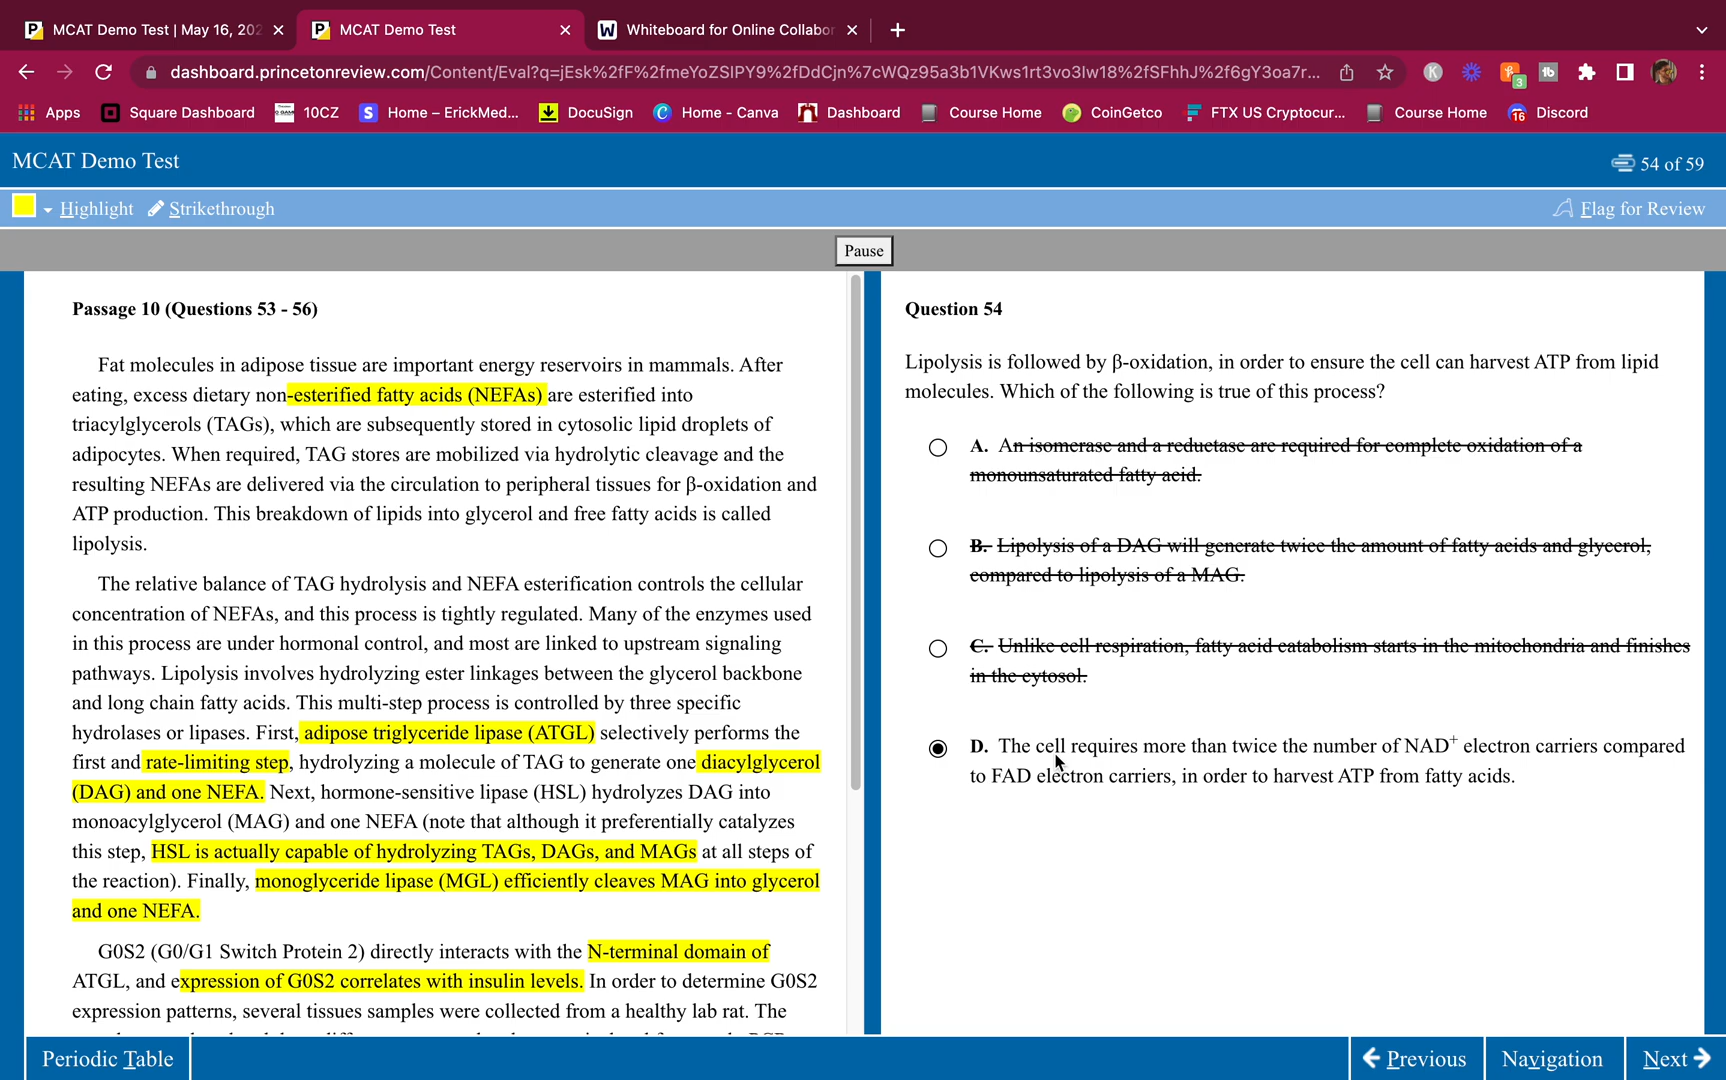 MCAT Demo Test | May 16, 202
MCAT Demo Test
Whiteboard for Online Collabor
dashboard.princetonreview.com/Content/Eval?q=jEsk%2fF%2fmeYoZSIPY9%2fDdCjn%7cWQz95a3b1VKws1rt3vo3lw18%2fSFhhJ%2f6gY3oa7r...
Apps Square Dashboard 10CZ Home – ErickMed... DocuSign Home - Canva Dashboard Course Home CoinGetco FTX US Cryptocur... Course Home 16 Discord
MCAT Demo Test
54 of 59
Highlight Strikethrough
Flag for Review
Pause
Passage 10 (Questions 53 - 56)
Fat molecules in adipose tissue are important energy reservoirs in mammals. After
eating, excess dietary non-esterified fatty acids (NEFAs) are esterified into
triacylglycerols (TAGs), which are subsequently stored in cytosolic lipid droplets of
adipocytes. When required, TAG stores are mobilized via hydrolytic cleavage and the
resulting NEFAs are delivered via the circulation to peripheral tissues for β-oxidation and
ATP production. This breakdown of lipids into glycerol and free fatty acids is called
lipolysis.
The relative balance of TAG hydrolysis and NEFA esterification controls the cellular
concentration of NEFAs, and this process is tightly regulated. Many of the enzymes used
in this process are under hormonal control, and most are linked to upstream signaling
pathways. Lipolysis involves hydrolyzing ester linkages between the glycerol backbone
and long chain fatty acids. This multi-step process is controlled by three specific
hydrolases or lipases. First, adipose triglyceride lipase (ATGL) selectively performs the
first and rate-limiting step, hydrolyzing a molecule of TAG to generate one diacylglycerol
(DAG) and one NEFA. Next, hormone-sensitive lipase (HSL) hydrolyzes DAG into
monoacylglycerol (MAG) and one NEFA (note that although it preferentially catalyzes
this step, HSL is actually capable of hydrolyzing TAGs, DAGs, and MAGs at all steps of
the reaction). Finally, monoglyceride lipase (MGL) efficiently cleaves MAG into glycerol
and one NEFA.
G0S2 (G0/G1 Switch Protein 2) directly interacts with the N-terminal domain of
ATGL, and expression of G0S2 correlates with insulin levels. In order to determine G0S2
expression patterns, several tissues samples were collected from a healthy lab rat. The
Question 54
Lipolysis is followed by β-oxidation, in order to ensure the cell can harvest ATP from lipid
molecules. Which of the following is true of this process?
A. An isomerase and a reductase are required for complete oxidation of a
monounsaturated fatty acid.
B. Lipolysis of a DAG will generate twice the amount of fatty acids and glycerol,
compared to lipolysis of a MAG.
C. Unlike cell respiration, fatty acid catabolism starts in the mitochondria and finishes
in the cytosol.
D. The cell requires more than twice the number of NAD+ electron carriers compared
to FAD electron carriers, in order to harvest ATP from fatty acids.
Periodic Table
Previous Navigation Next